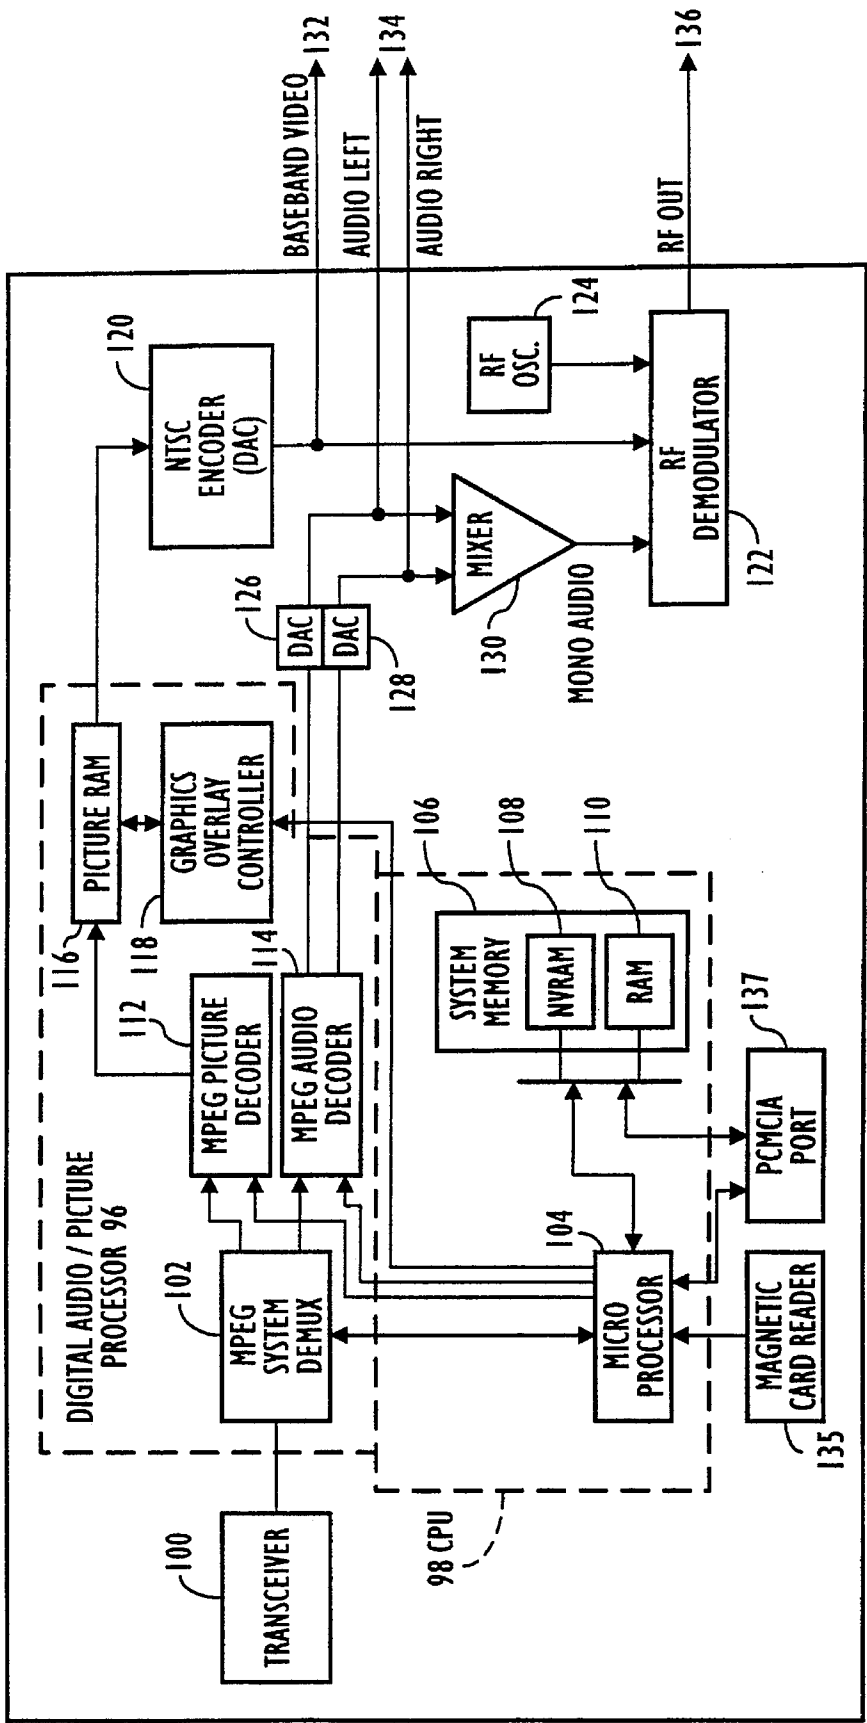 DIGITAL AUDIO / PICTURE
PROCESSOR 96
100
TRANSCEIVER
102
MPEG
SYSTEM
DEMUX
112
MPEG PICTURE
DECODER
114
MPEG AUDIO
DECODER
116
PICTURE RAM
118
GRAPHICS
OVERLAY
CONTROLLER
120
NTSC
ENCODER
(DAC)
126
DAC
DAC
128
BASEBAND VIDEO
132
AUDIO LEFT
134
AUDIO RIGHT
MIXER
130
MONO AUDIO
RF
OSC.
124
RF
DEMODULATOR
122
RF OUT
136
98 CPU
104
MICRO
PROCESSOR
SYSTEM
MEMORY
106
NVRAM
108
RAM
110
MAGNETIC
CARD READER
135
PCMCIA
PORT
137